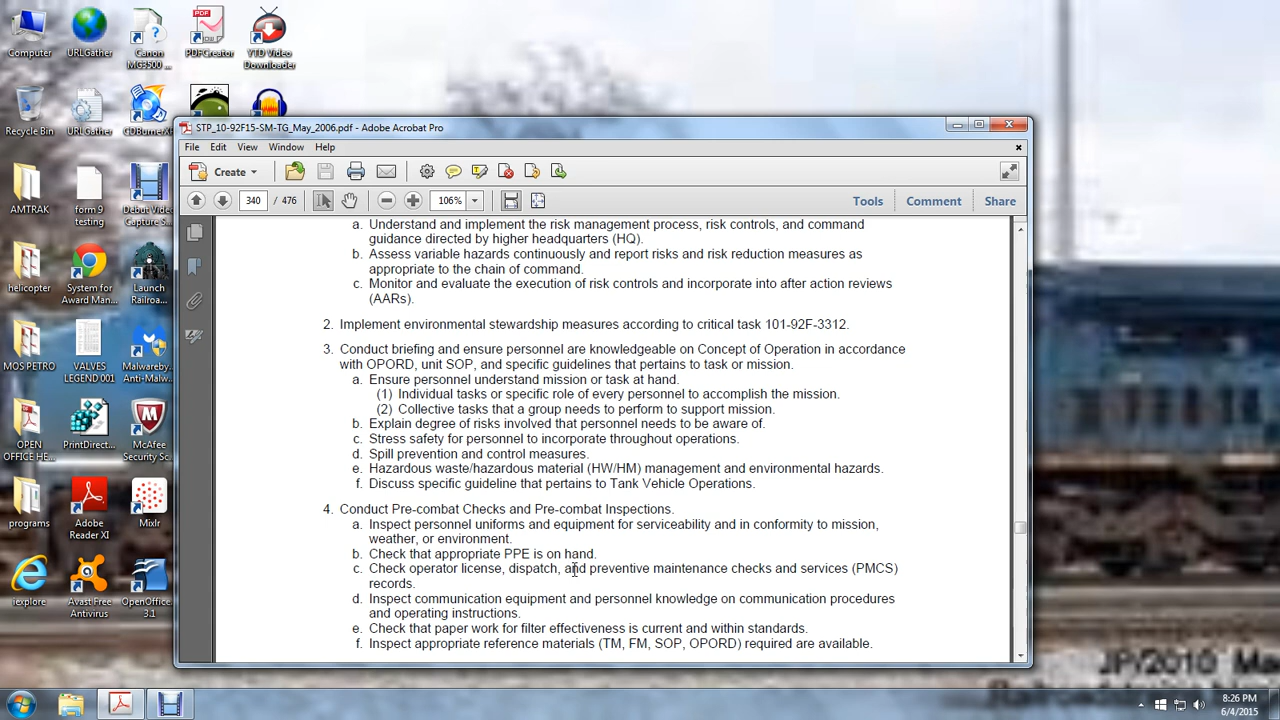 Computer
URLGather
Canon MG3500 ...
PDFCreator
VTD Video Downloader
Recycle Bin
URLGather
CDBurnerXP
AMTRAK
form 9 testing
Debut Video Capture S...
helicopter
System for Award Man...
Launch Railroa...
MOS PETRO
VALVES LEGEND 001
Malwareby... Anti-Mal...
OPEN OFFICE HE...
PrintDirect...
McAfee Security Sc...
programs
Adobe Reader XI
Mixlr
iexplore
Avast Free Antivirus
OpenOffice... 3.1
STP_10-92F15-SM-TG_May_2006.pdf - Adobe Acrobat Pro
File Edit View Window Help
Create
340 / 476
106%
Tools Comment Share
a. Understand and implement the risk management process, risk controls, and command
guidance directed by higher headquarters (HQ).
b. Assess variable hazards continuously and report risks and risk reduction measures as
appropriate to the chain of command.
c. Monitor and evaluate the execution of risk controls and incorporate into after action reviews
(AARs).
2. Implement environmental stewardship measures according to critical task 101-92F-3312.
3. Conduct briefing and ensure personnel are knowledgeable on Concept of Operation in accordance
with OPORD, unit SOP, and specific guidelines that pertains to task or mission.
a. Ensure personnel understand mission or task at hand.
(1) Individual tasks or specific role of every personnel to accomplish the mission.
(2) Collective tasks that a group needs to perform to support mission.
b. Explain degree of risks involved that personnel needs to be aware of.
c. Stress safety for personnel to incorporate throughout operations.
d. Spill prevention and control measures.
e. Hazardous waste/hazardous material (HW/HM) management and environmental hazards.
f. Discuss specific guideline that pertains to Tank Vehicle Operations.
4. Conduct Pre-combat Checks and Pre-combat Inspections.
a. Inspect personnel uniforms and equipment for serviceability and in conformity to mission,
weather, or environment.
b. Check that appropriate PPE is on hand.
c. Check operator license, dispatch, and preventive maintenance checks and services (PMCS)
records.
d. Inspect communication equipment and personnel knowledge on communication procedures
and operating instructions.
e. Check that paper work for filter effectiveness is current and within standards.
f. Inspect appropriate reference materials (TM, FM, SOP, OPORD) required are available.
JP/2010
8:26 PM
6/4/2015